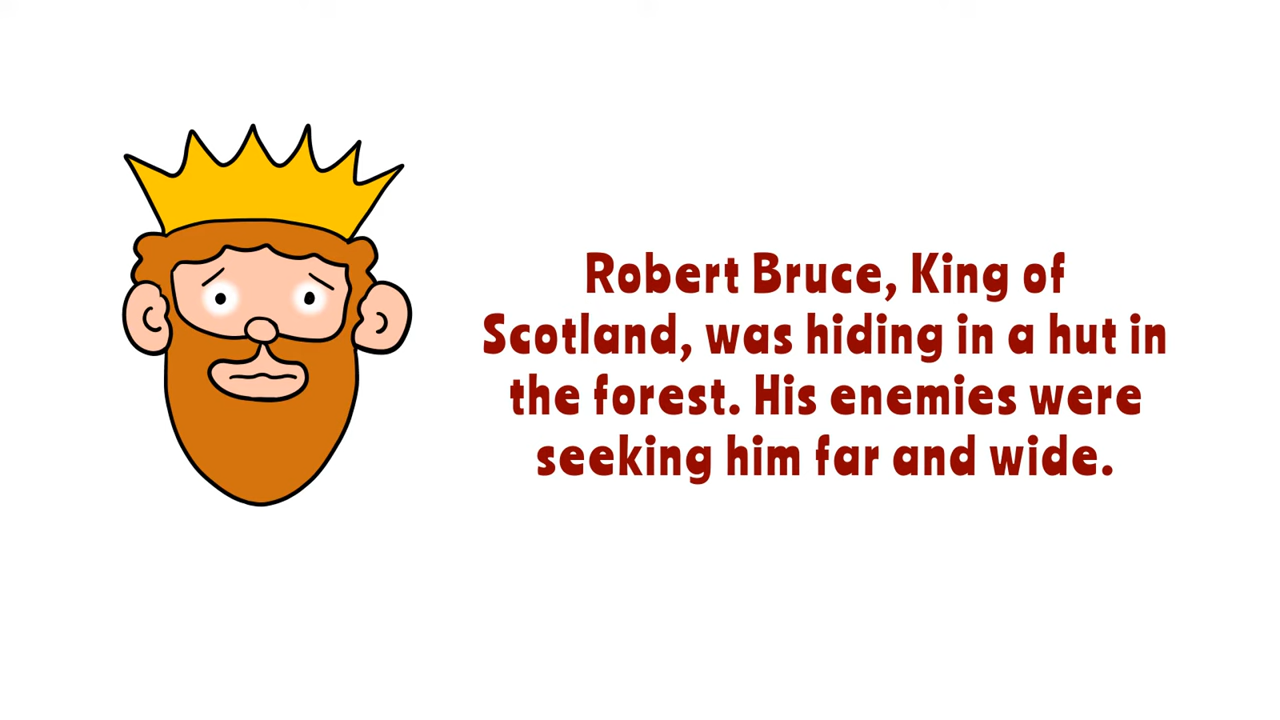 Robert Bruce, King of
Scotland, was hiding in a hut in
the forest. His enemies were
seeking him far and wide.